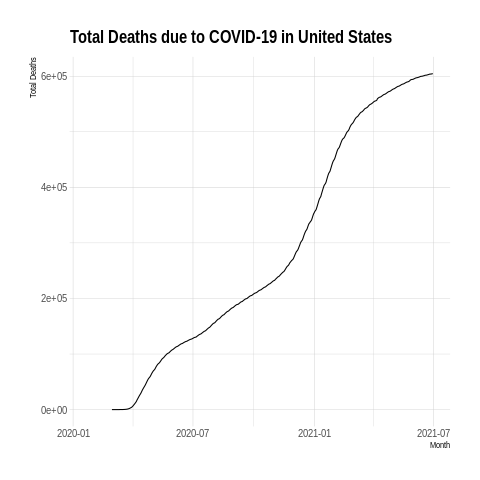 Total Deaths due to COVID-19 in United States
Total Deaths
6e+05
4e+05
2e+05
0e+00
2020-01 2020-07 2021-01 2021-07
Month